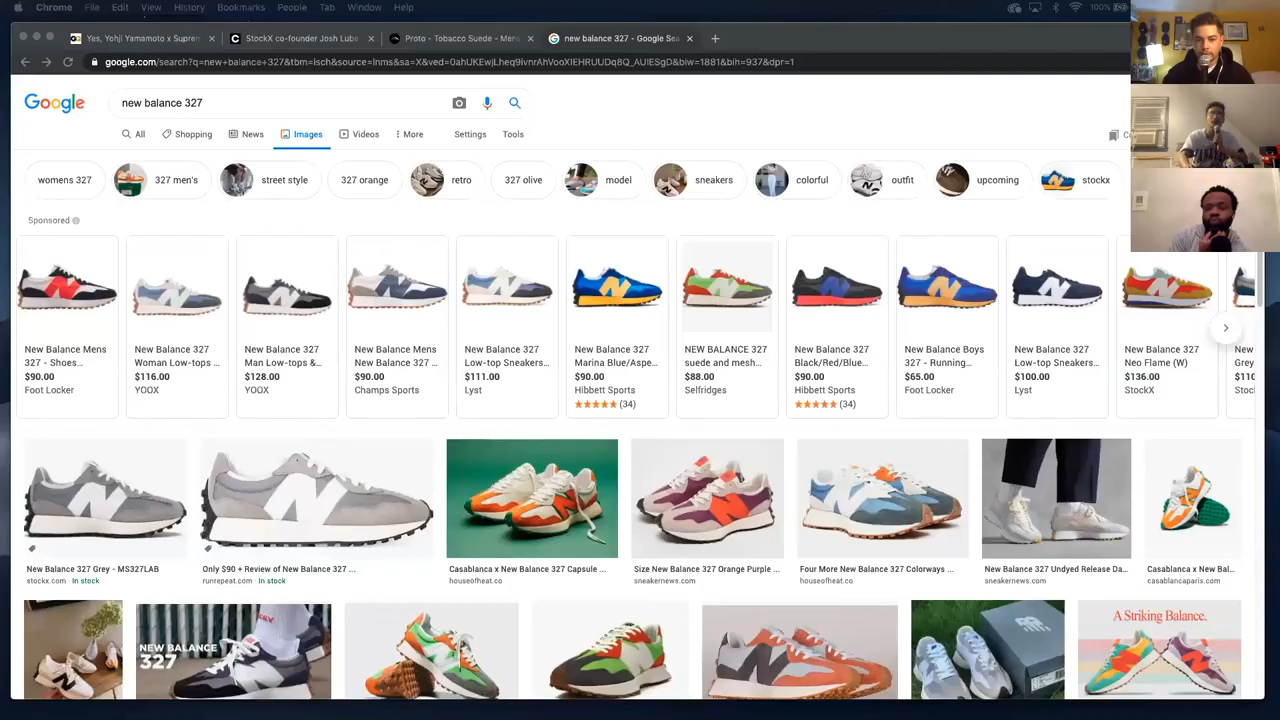 Chrome File Edit View History Bookmarks People Tab Window Help 100%
Yes, Yohji Yamamoto x Suprem × StockX co-founder Josh Lube × Proto - Tobacco Suede - Mens × new balance 327 - Google Sea × +
google.com/search?q=new+balance+327&tbm=isch&source=lnms&sa=X&ved=0ahUKEwjLheq9ivnrAhVooXIEHRUUDq8Q_AUIESgD&biw=1881&bih=937&dpr=1
Google new balance 327
All Shopping News Images Videos More Settings Tools
womens 327 327 men's street style 327 orange retro 327 olive model sneakers colorful outfit upcoming stockx
Sponsored
New Balance Mens New Balance 327 New Balance 327 New Balance Mens New Balance 327 New Balance 327 NEW BALANCE 327 New Balance 327 New Balance Boys New Balance 327 New Balance 327 New
327 - Shoes... Woman Low-tops ... Man Low-tops &... New Balance 327 ... Low-top Sneakers... Marina Blue/Aspe... suede and mesh... Black/Red/Blue... 327 - Running... Low-top Sneakers... Neo Flame (W) Grey
$90.00 $116.00 $128.00 $90.00 $111.00 $90.00 $88.00 $90.00 $65.00 $100.00 $136.00 $110
Foot Locker YOOX YOOX Champs Sports Lyst Hibbett Sports Selfridges Hibbett Sports Foot Locker Lyst StockX
(34) (34)
New Balance 327 Grey - MS327LAB Only $90 + Review of New Balance 327 ... Casablanca x New Balance 327 Capsule ... Size New Balance 327 Orange Purple ... Four More New Balance 327 Colorways ... New Balance 327 Undyed Release Da... Casablanca x New Bal...
stockx.com · In stock runrepeat.com · In stock houseofheat.co sneakernews.com houseofheat.co sneakernews.com casablancaparis.com
NEW BALANCE
327
A Striking Balance.